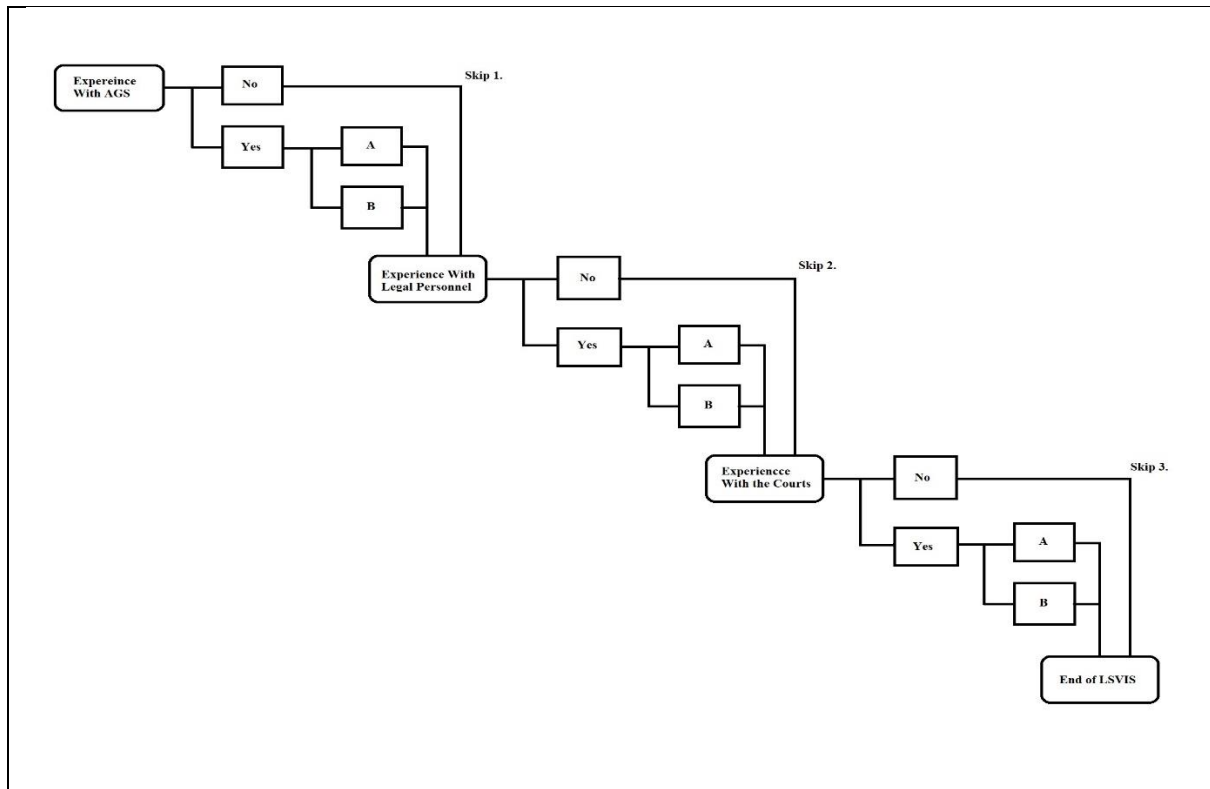 Expereince
With AGS
No
Skip 1.
Yes
A
B
Experience With
Legal Personnel
No
Skip 2.
Yes
A
B
Experiencce
With the Courts
No
Skip 3.
Yes
A
B
End of LSVIS